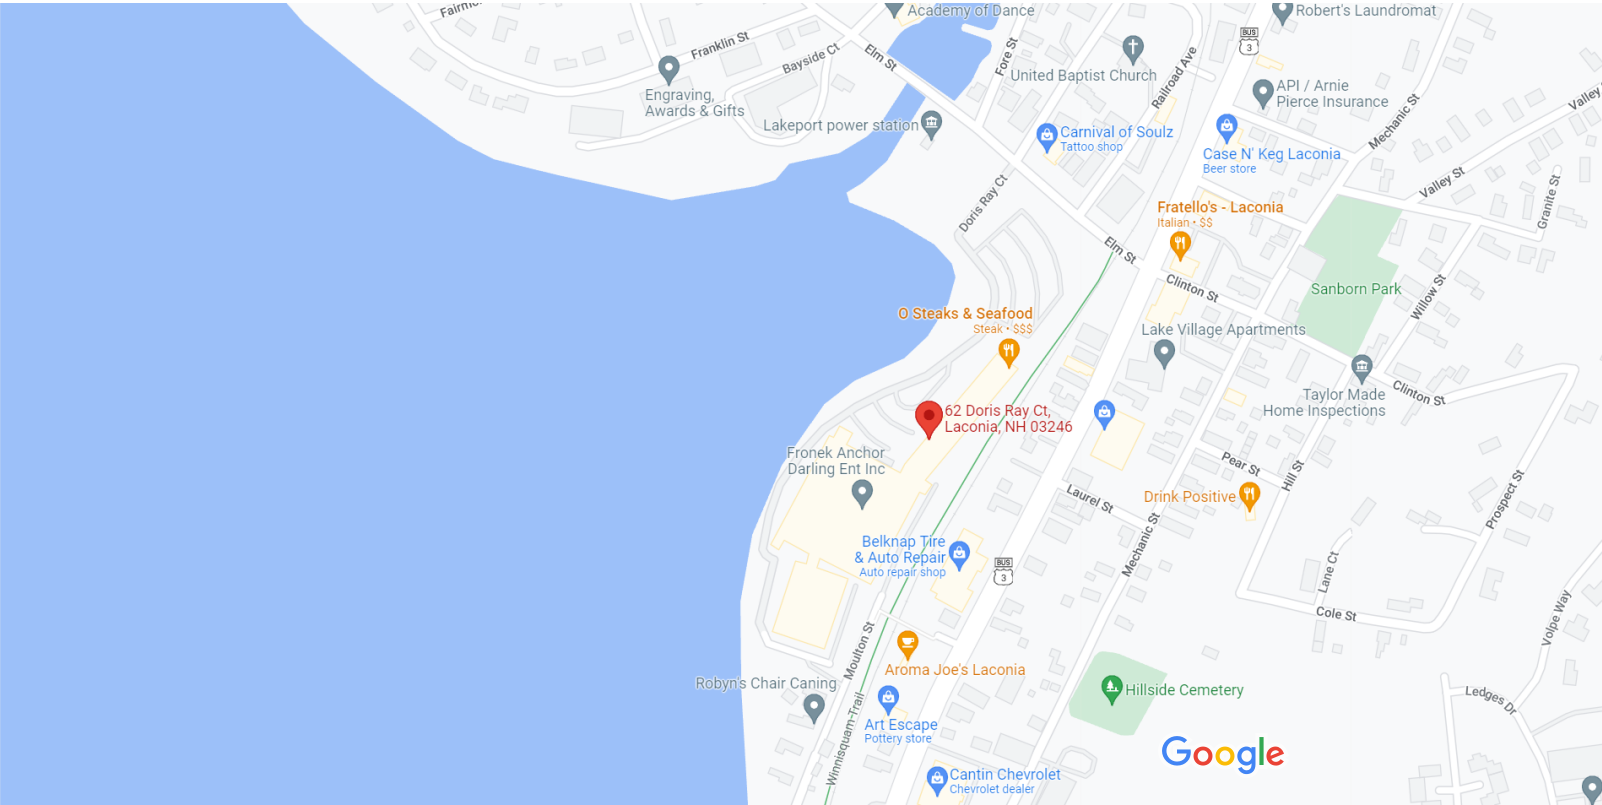 Fairmo
Academy of Dance
Robert's Laundromat
Franklin St
Bayside Ct
Elm St
Fore St
BUS
3
United Baptist Church
Railroad Ave
Engraving,
Awards & Gifts
API / Arnie
Pierce Insurance
Valley S
Mechanic St
Lakeport power station
Carnival of Soulz
Tattoo shop
Case N' Keg Laconia
Beer store
Valley St
Granite St
Doris Ray Ct
Fratello's - Laconia
Italian • $$
Elm St
Clinton St
Sanborn Park
Willow St
O Steaks & Seafood
Steak • $$$
Lake Village Apartments
Taylor Made
Home Inspections
Clinton St
62 Doris Ray Ct,
Laconia, NH 03246
Fronek Anchor
Darling Ent Inc
Pear St
Hill St
Laurel St
Drink Positive
Prospect St
Mechanic St
Belknap Tire
& Auto Repair
Auto repair shop
BUS
3
Lane Ct
Cole St
Volpe Way
Moulton St
Aroma Joe's Laconia
Robyn's Chair Caning
Hillside Cemetery
Ledges Dr
Winnisquam-Trail
Art Escape
Pottery store
Google
Cantin Chevrolet
Chevrolet dealer